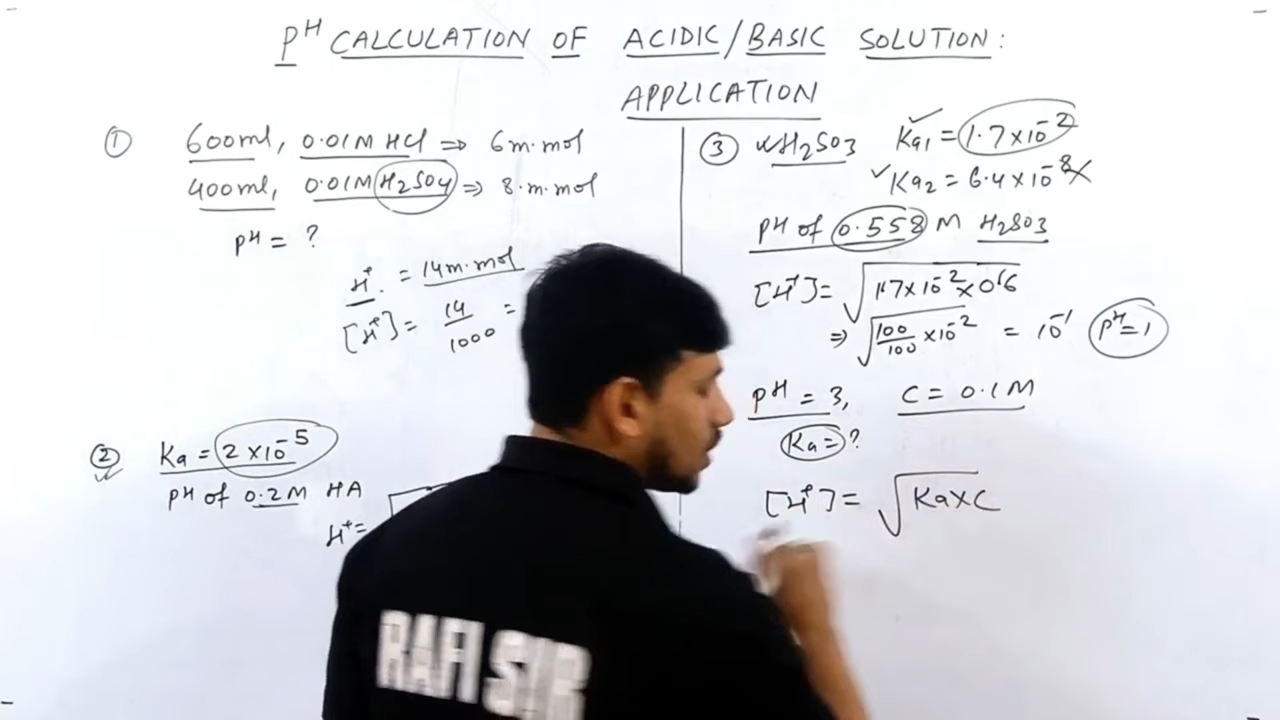 pH CALCULATION OF ACIDIC/BASIC SOLUTION:
APPLICATION
① 600ml, 0.01M HCl ⇒ 6m.mol
400ml, 0.01M H2SO4 ⇒ 8.m.mol
pH = ?
H⁺ = 14m.mol
[H⁺] = 14/1000 =
② Ka = 2×10⁻⁵
pH of 0.2M HA
H⁺=
③ H2SO3 Ka1 = 1.7×10⁻²
Ka2 = 6.4×10⁻⁸
pH of 0.558 M H2SO3
[H⁺] = √1.7×10⁻²×0.6
⇒ √100/100 ×10⁻² = 10⁻¹ pH=1
pH = 3, C = 0.1M
Ka = ?
[H⁺] = √Ka×C
RAFI SIR